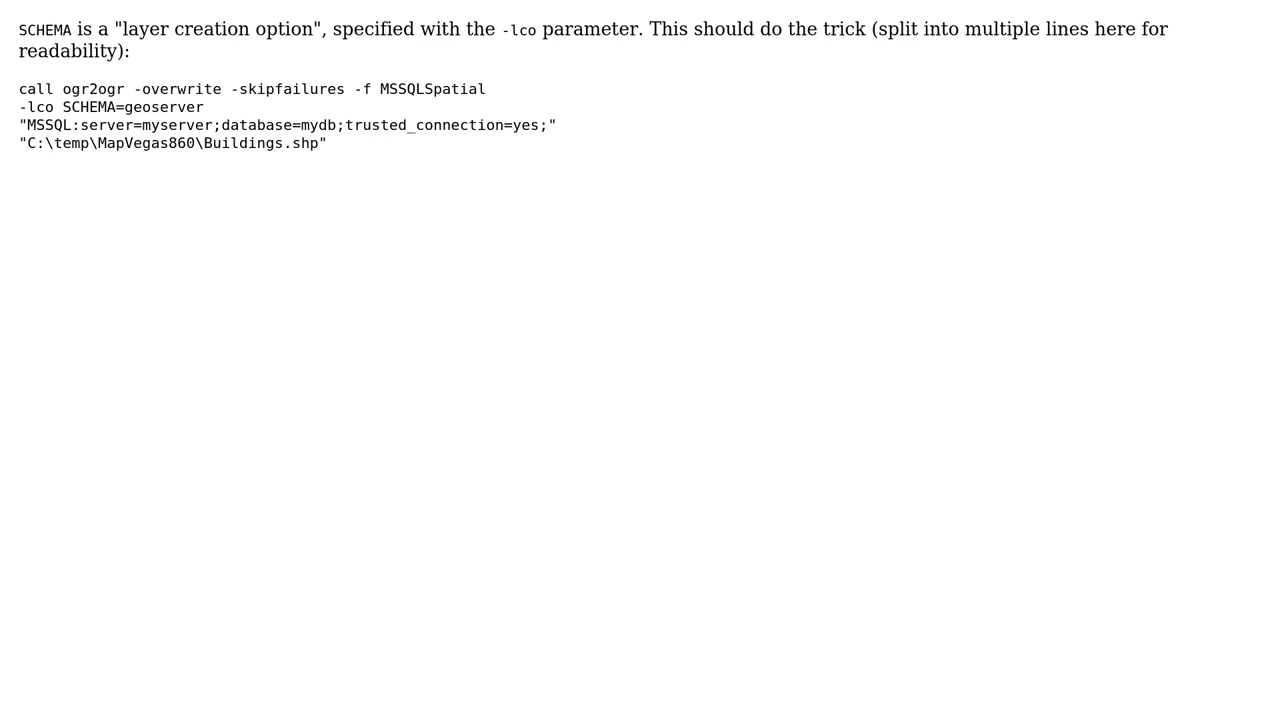 SCHEMA is a "layer creation option", specified with the -lco parameter. This should do the trick (split into multiple lines here for
readability):
call ogr2ogr -overwrite -skipfailures -f MSSQLSpatial
-lco SCHEMA=geoserver
"MSSQL:server=myserver;database=mydb;trusted_connection=yes;"
"C:\temp\MapVegas860\Buildings.shp"